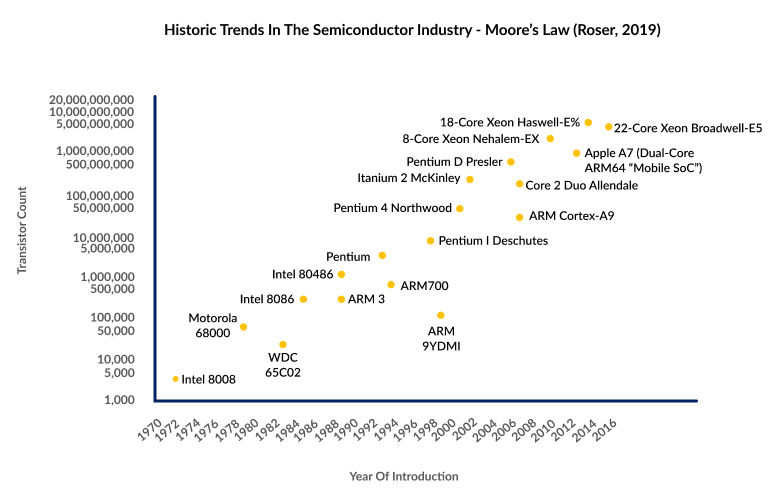 Historic Trends In The Semiconductor Industry - Moore's Law (Roser, 2019)
20,000,000,000
10,000,000,000
5,000,000,000
1,000,000,000
500,000,000
100,000,000
50,000,000
10,000,000
5,000,000
1,000,000
500,000
100,000
50,000
10,000
5,000
1,000
Transistor Count
18-Core Xeon Haswell-E%
22-Core Xeon Broadwell-E5
8-Core Xeon Nehalem-EX
Apple A7 (Dual-Core
ARM64 "Mobile SoC")
Pentium D Presler
Itanium 2 McKinley
Core 2 Duo Allendale
Pentium 4 Northwood
ARM Cortex-A9
Pentium I Deschutes
Pentium
Intel 80486
ARM700
Intel 8086
ARM 3
Motorola
68000
ARM
9YDMI
WDC
65C02
Intel 8008
1970
1972
1974
1976
1978
1980
1982
1984
1986
1988
1990
1992
1994
1996
1998
2000
2002
2004
2006
2008
2010
2012
2014
2016
Year Of Introduction